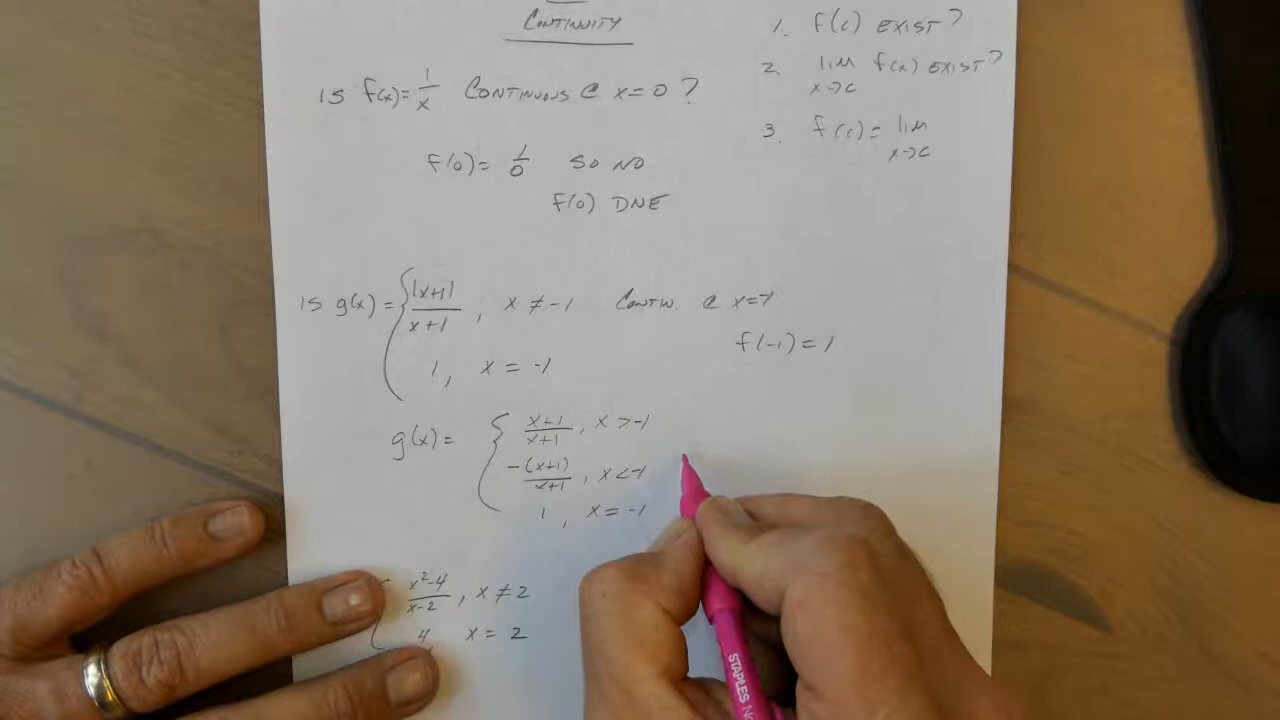 CONTINUITY
1. f(c) EXIST?
2. lim f(x) EXIST?
x→c
3. f(c) = lim
x→c
IS f(x) = 1/x CONTINUOUS @ x=0?
f(0) = 1/0 SO NO
f(0) DNE
IS g(x) = { |x+1| / x+1 , x ≠ -1 CONTIN. @ x=-1
f(-1) = 1
1, x = -1
g(x) = { x+1 / x+1 , x > -1
-(x+1) / x+1 , x < -1
1, x = -1
{ x²-4 / x-2 , x ≠ 2
4 x = 2
STAPLES